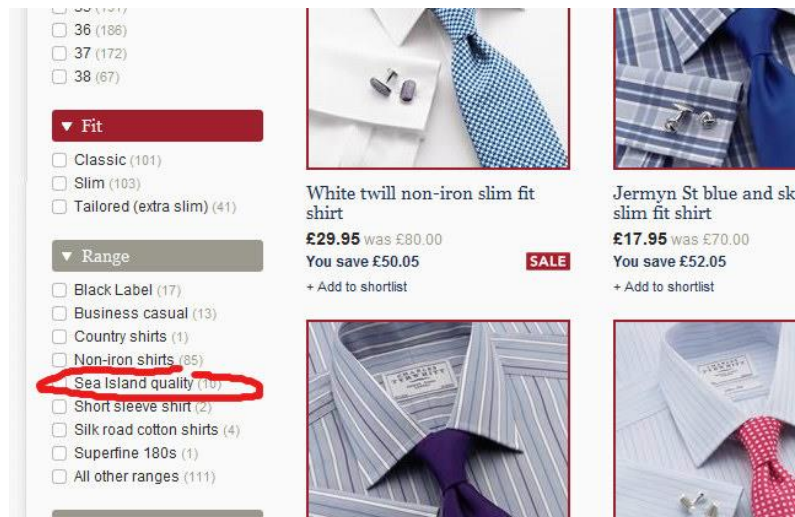 36 (186)
37 (172)
38 (67)
▼ Fit
Classic (101)
Slim (103)
Tailored (extra slim) (41)
▼ Range
Black Label (17)
Business casual (13)
Country shirts (1)
Non-iron shirts (85)
Sea Island quality (10)
Short sleeve shirt (2)
Silk road cotton shirts (4)
Superfine 180s (1)
All other ranges (111)
White twill non-iron slim fit
shirt
£29.95 was £80.00
You save £50.05
SALE
+ Add to shortlist
Jermyn St blue and sk
slim fit shirt
£17.95 was £70.00
You save £52.05
+ Add to shortlist
CHARLES
TYRWHITT